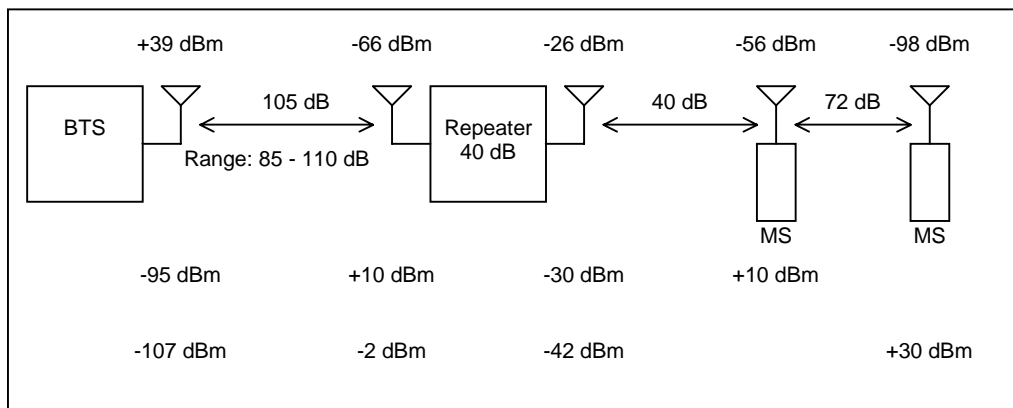 +39 dBm -66 dBm -26 dBm -56 dBm -98 dBm
BTS 105 dB Repeater 40 dB 72 dB
Range: 85 - 110 dB 40 dB
MS MS
-95 dBm +10 dBm -30 dBm +10 dBm
-107 dBm -2 dBm -42 dBm +30 dBm